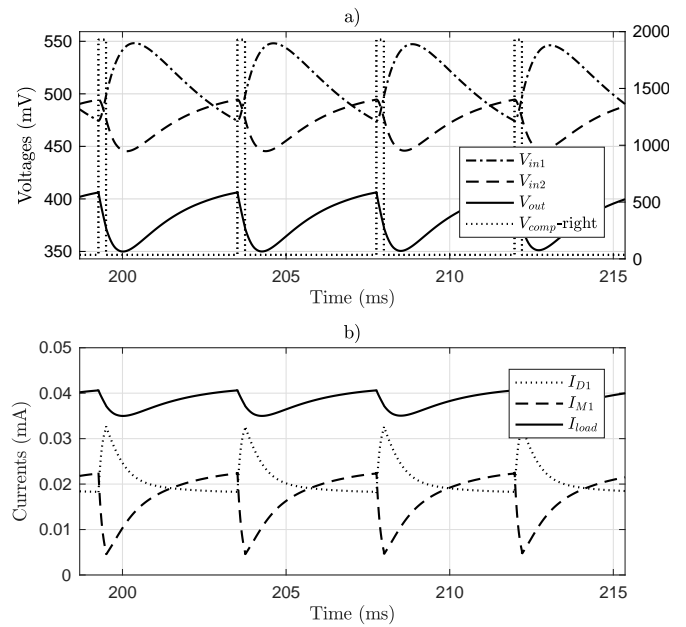 a)
550
500
450
400
350
2000
1500
1000
500
0
Voltages (mV)
V_{in1}
V_{in2}
V_{out}
V_{comp}-right
200
205
210
215
Time (ms)
b)
0.05
0.04
0.03
0.02
0.01
0
Currents (mA)
I_{D1}
I_{M1}
I_{load}
200
205
210
215
Time (ms)